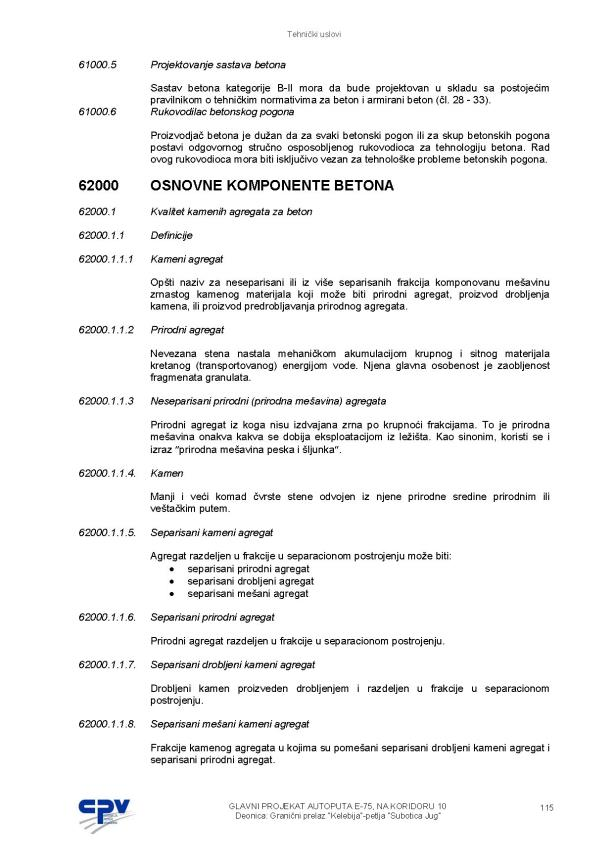 Tehnički uslovi
61000.5 Projektovanje sastava betona
Sastav betona kategorije B-II mora da bude projektovan u skladu sa postojećim
pravilnikom o tehničkim normativima za beton i armirani beton (čl. 28 - 33).
61000.6 Rukovodilac betonskog pogona
Proizvodjač betona je dužan da za svaki betonski pogon ili za skup betonskih pogona
postavi odgovornog stručno osposobljenog rukovodioca za tehnologiju betona. Rad
ovog rukovodioca mora biti isključivo vezan za tehnološke probleme betonskih pogona.
62000 OSNOVNE KOMPONENTE BETONA
62000.1 Kvalitet kamenih agregata za beton
62000.1.1 Definicije
62000.1.1.1 Kameni agregat
Opšti naziv za neseparisani ili iz više separisanih frakcija komponovanu mešavinu
zrnastog kamenog materijala koji može biti prirodni agregat, proizvod drobljenja
kamena, ili proizvod predrobljavanja prirodnog agregata.
62000.1.1.2 Prirodni agregat
Nevezana stena nastala mehaničkom akumulacijom krupnog i sitnog materijala
kretanog (transportovanog) energijom vode. Njena glavna osobenost je zaobljenost
fragmenata granulata.
62000.1.1.3 Neseparisani prirodni (prirodna mešavina) agregata
Prirodni agregat iz koga nisu izdvajana zrna po krupnoći frakcijama. To je prirodna
mešavina onakva kakva se dobija eksploatacijom iz ležišta. Kao sinonim, koristi se i
izraz "prirodna mešavina peska i šljunka".
62000.1.1.4. Kamen
Manji i veći komad čvrste stene odvojen iz njene prirodne sredine prirodnim ili
veštačkim putem.
62000.1.1.5. Separisani kameni agregat
Agregat razdeljen u frakcije u separacionom postrojenju može biti:
• separisani prirodni agregat
• separisani drobljeni agregat
• separisani mešani agregat
62000.1.1.6. Separisani prirodni agregat
Prirodni agregat razdeljen u frakcije u separacionom postrojenju.
62000.1.1.7. Separisani drobljeni kameni agregat
Drobljeni kamen proizveden drobljenjem i razdeljen u frakcije u separacionom
postrojenju.
62000.1.1.8. Separisani mešani kameni agregat
Frakcije kamenog agregata u kojima su pomešani separisani drobljeni kameni agregat i
separisani prirodni agregat.
CPV
GLAVNI PROJEKAT AUTOPUTA E-75, NA KORIDORU 10
Deonica: Granični prelaz "Kelebija"-petlja "Subotica Jug"
115